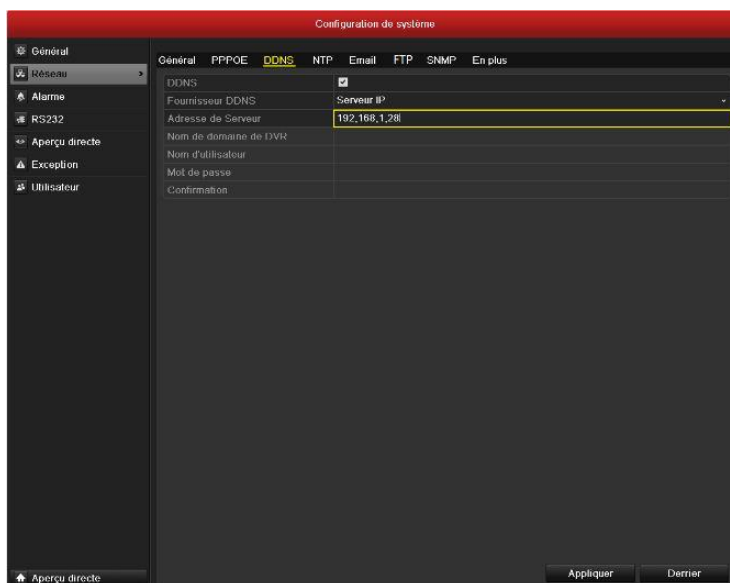 Configuration de système
Général
Réseau
Alarme
RS232
Aperçu directe
Exception
Utilisateur
Aperçu directe
Général PPPOE DDNS NTP Email FTP SNMP En plus
DDNS
Fournisseur DDNS Serveur IP
Adresse de Serveur 192,168,1,28
Nom de domaine de DVR
Nom d'utilisateur
Mot de passe
Confirmation
Appliquer Derrier